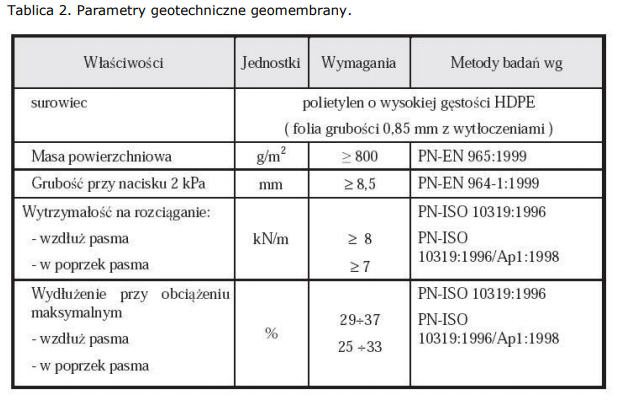 Tablica 2. Parametry geotechniczne geomembrany.
Właściwości Jednostki Wymagania Metody badań wg
surowiec polietylen o wysokiej gęstości HDPE
( folia grubości 0,85 mm z wytłoczeniami )
Masa powierzchniowa g/m² ≥ 800 PN-EN 965:1999
Grubość przy nacisku 2 kPa mm ≥ 8,5 PN-EN 964-1:1999
Wytrzymałość na rozciąganie: PN-ISO 10319:1996
- wzdłuż pasma kN/m ≥ 8 PN-ISO
10319:1996/Ap1:1998
- w poprzek pasma ≥ 7
Wydłużenie przy obciążeniu PN-ISO 10319:1996
maksymalnym 29÷37 PN-ISO
- wzdłuż pasma % 25 ÷33 10319:1996/Ap1:1998
- w poprzek pasma